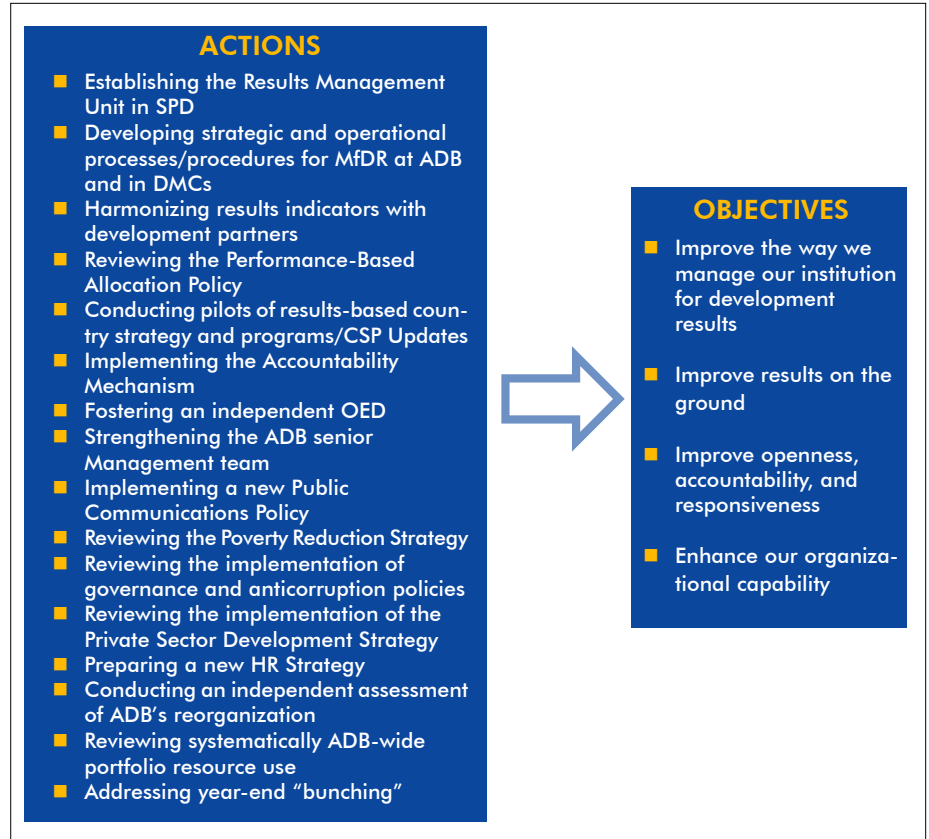 ACTIONS
■ Establishing the Results Management
Unit in SPD
■ Developing strategic and operational
processes/procedures for MfDR at ADB
and in DMCs
■ Harmonizing results indicators with
development partners
■ Reviewing the Performance-Based
Allocation Policy
■ Conducting pilots of results-based coun-
try strategy and programs/CSP Updates
■ Implementing the Accountability
Mechanism
■ Fostering an independent OED
■ Strengthening the ADB senior
Management team
■ Implementing a new Public
Communications Policy
■ Reviewing the Poverty Reduction Strategy
■ Reviewing the implementation of
governance and anticorruption policies
■ Reviewing the implementation of the
Private Sector Development Strategy
■ Preparing a new HR Strategy
■ Conducting an independent assessment
of ADB's reorganization
■ Reviewing systematically ADB-wide
portfolio resource use
■ Addressing year-end “bunching”
OBJECTIVES
■ Improve the way we
manage our institution
for development
results
■ Improve results on the
ground
■ Improve openness,
accountability, and
responsiveness
■ Enhance our organiza-
tional capability